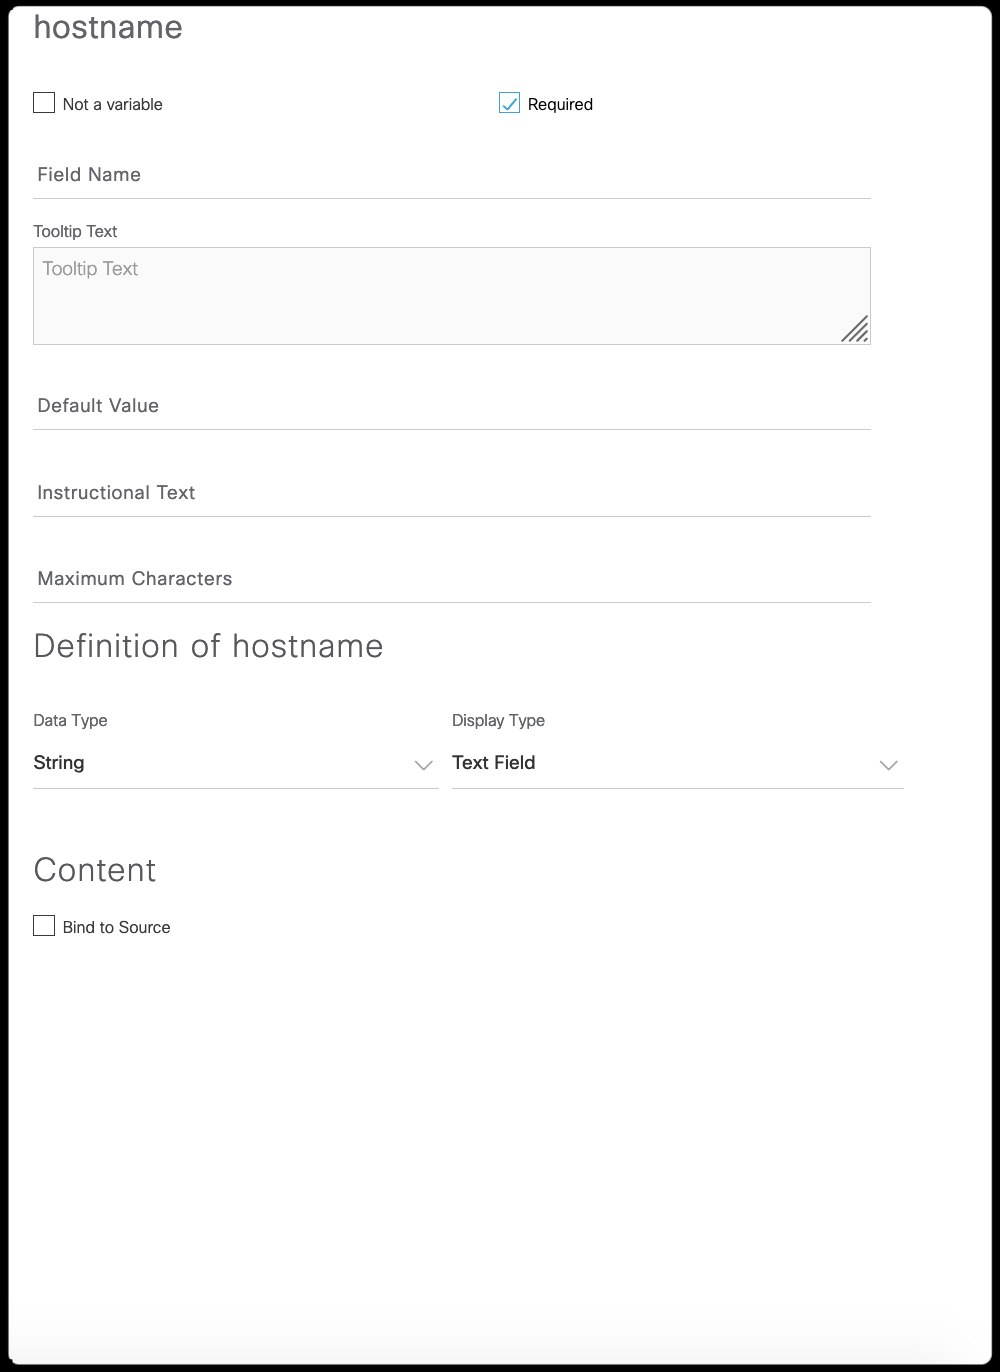 hostname
Not a variable
Required
Field Name
Tooltip Text
Tooltip Text
Default Value
Instructional Text
Maximum Characters
Definition of hostname
Data Type
Display Type
String
Text Field
Content
Bind to Source